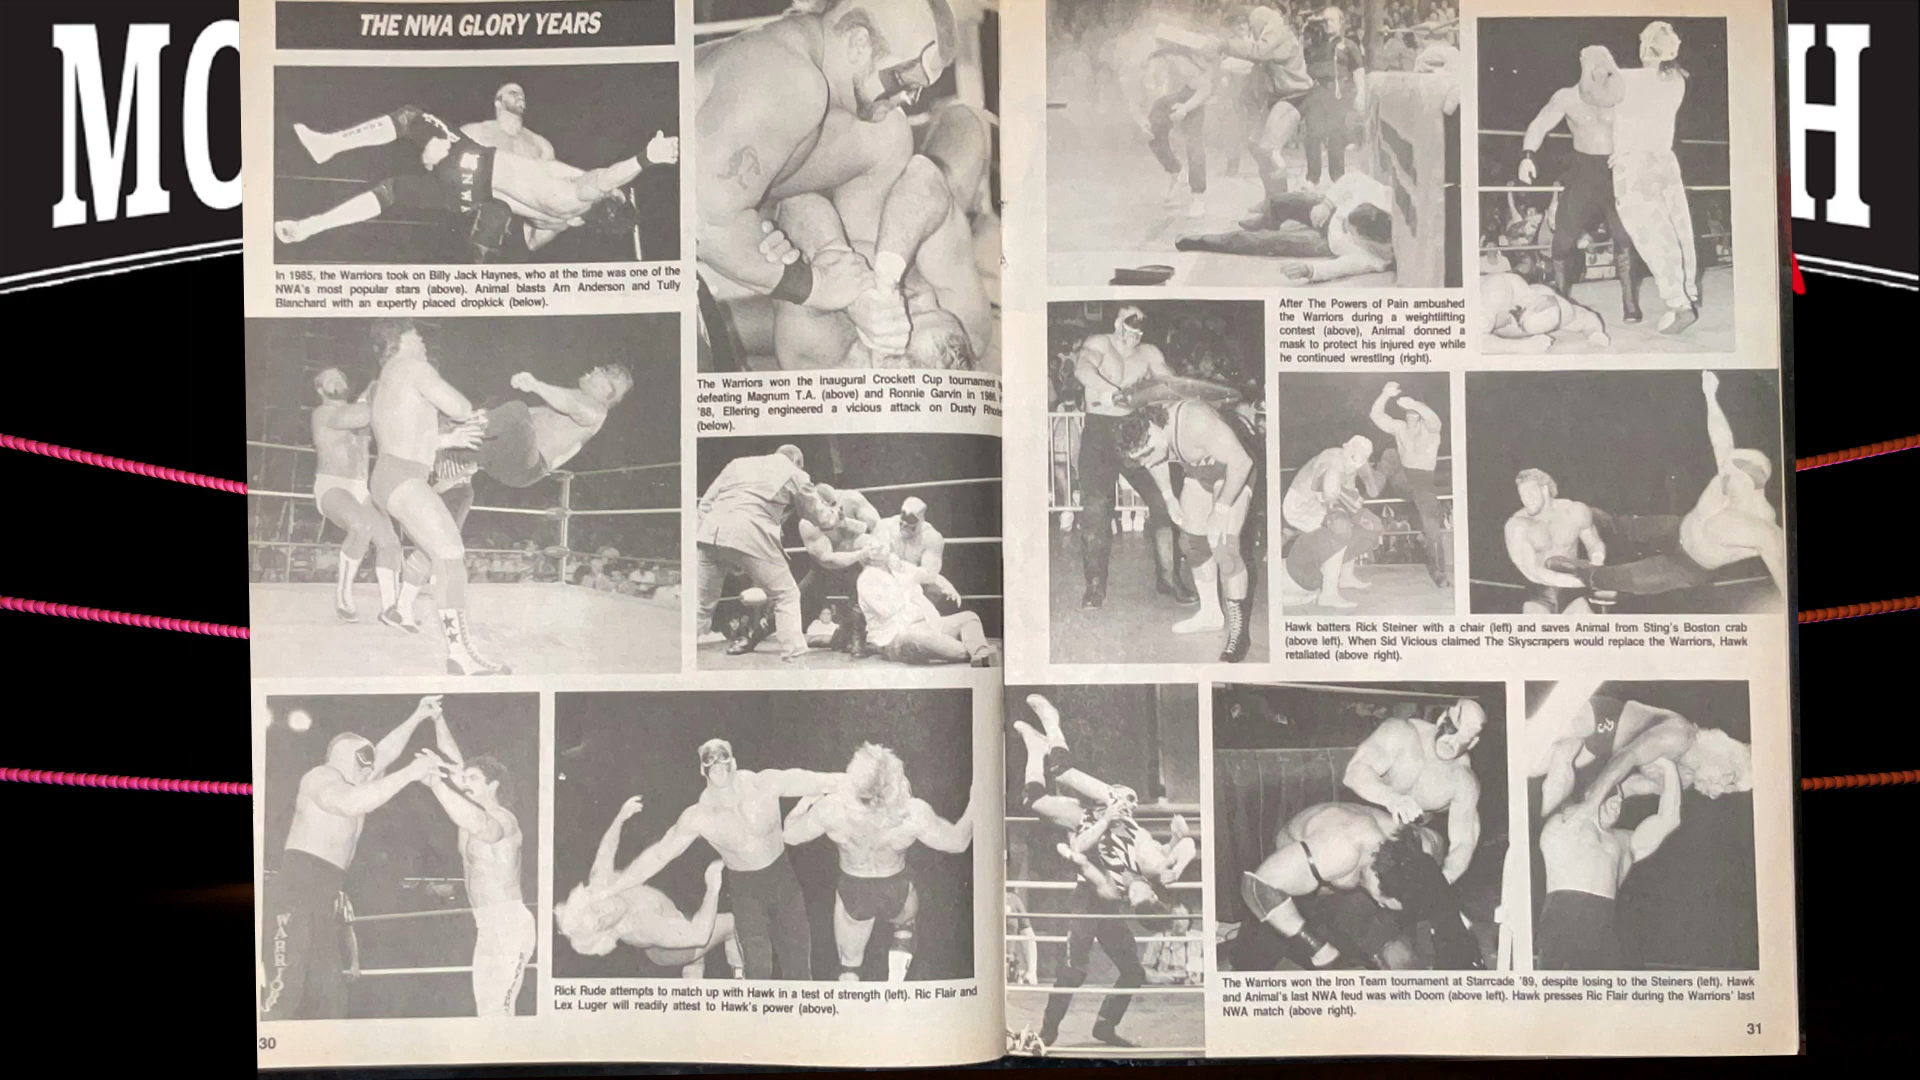 MO
H
THE NWA GLORY YEARS
In 1985, the Warriors took on Billy Jack Haynes, who at the time was one of the
NWA's most popular stars (above). Animal blasts Arn Anderson and Tully
Blanchard with an expertly placed dropkick (below).
The Warriors won the inaugural Crockett Cup tournament
defeating Magnum T.A. (above) and Ronnie Garvin in 1986.
'88, Ellering engineered a vicious attack on Dusty Rhodes
(below).
WARRIOR
Rick Rude attempts to match up with Hawk in a test of strength (left). Ric Flair and
Lex Luger will readily attest to Hawk's power (above).
30
After The Powers of Pain ambushed
the Warriors during a weightlifting
contest (above), Animal donned a
mask to protect his injured eye while
he continued wrestling (right).
Hawk batters Rick Steiner with a chair (left) and saves Animal from Sting's Boston crab
(above left). When Sid Vicious claimed The Skyscrapers would replace the Warriors, Hawk
retaliated (above right).
The Warriors won the Iron Team tournament at Starrcade '89, despite losing to the Steiners (left). Hawk
and Animal's last NWA feud was with Doom (above left). Hawk presses Ric Flair during the Warriors' last
NWA match (above right).
31